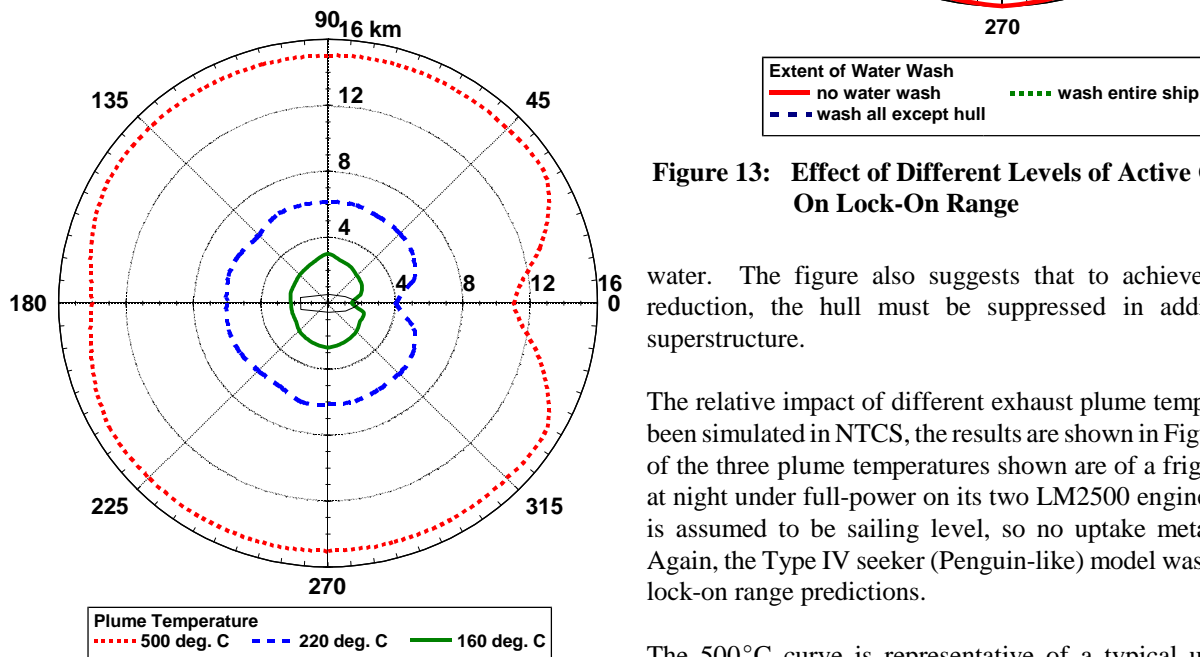 90
16 km
135
45
12
8
4
4
8
12
16
180
0
225
315
270
Plume Temperature
500 deg. C 220 deg. C 160 deg. C
270
Extent of Water Wash
no water wash wash entire ship
wash all except hull
Figure 13: Effect of Different Levels of Active
On Lock-On Range
water. The figure also suggests that to achieve
reduction, the hull must be suppressed in
superstructure.
The relative impact of different exhaust plume
been simulated in NTCS, the results are shown in
of the three plume temperatures shown are of a
at night under full-power on its two LM2500
is assumed to be sailing level, so no uptake
Again, the Type IV seeker (Penguin-like) model was
lock-on range predictions.
The 500°C curve is representative of a typical